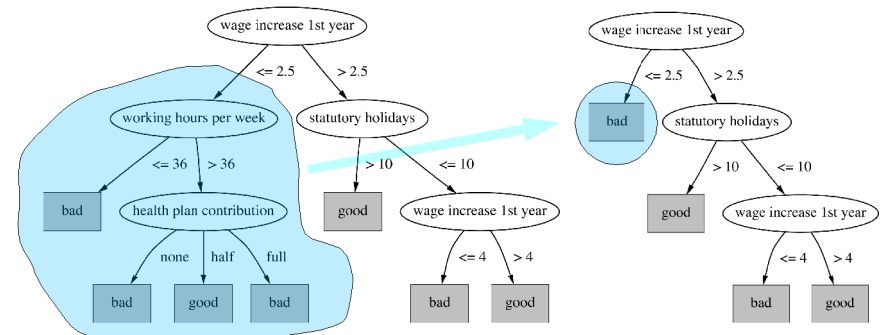 wage increase 1st year
<= 2.5
> 2.5
working hours per week
statutory holidays
<= 36
> 36
> 10
<= 10
bad
health plan contribution
good
wage increase 1st year
none
half
full
<= 4
> 4
bad
good
bad
bad
good
wage increase 1st year
<= 2.5
> 2.5
bad
statutory holidays
> 10
<= 10
good
wage increase 1st year
<= 4
> 4
bad
good